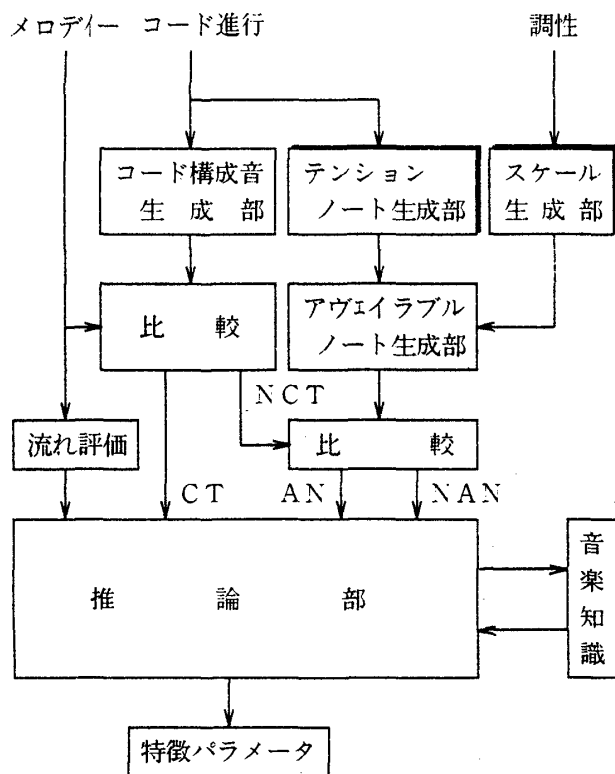 メロディー コード進行 調性
コード構成音
生成部
テンション
ノート生成部
スケール
生成部
比較
アヴェイラブル
ノート生成部
NCT
流れ評価
比較
CT AN NAN
推論部
音楽知識
特徴パラメータ